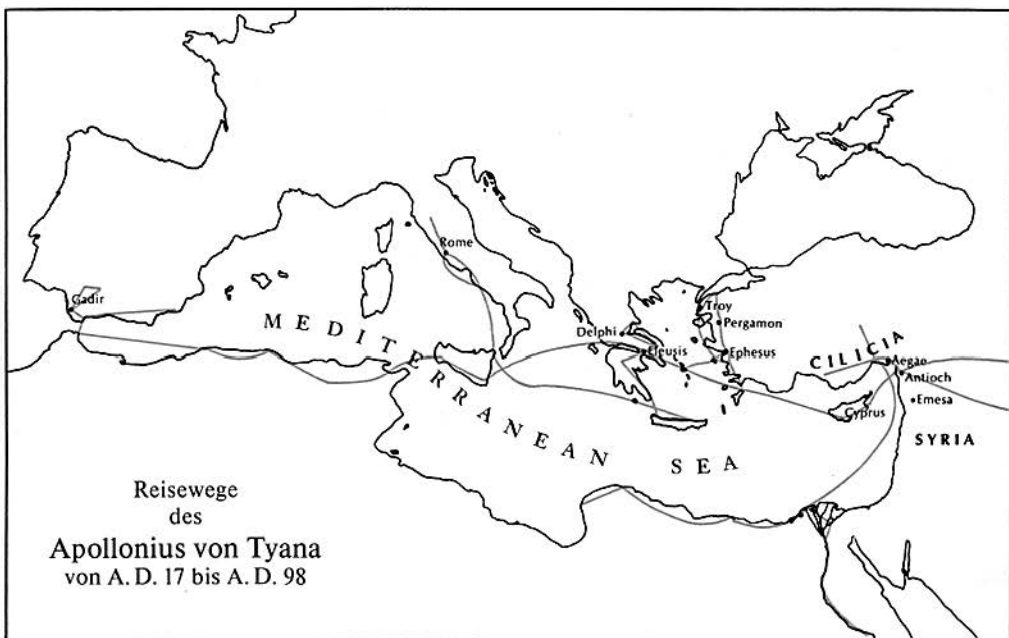 Rome
Gadir
MEDITERRANEAN SEA
Troy
Delphi
Pergamon
Eleusis
Ephesus
CILICIA
Aegae
Antioch
Cyprus
Emesa
SYRIA
Reisewege
des
Apollonius von Tyana
von A. D. 17 bis A. D. 98